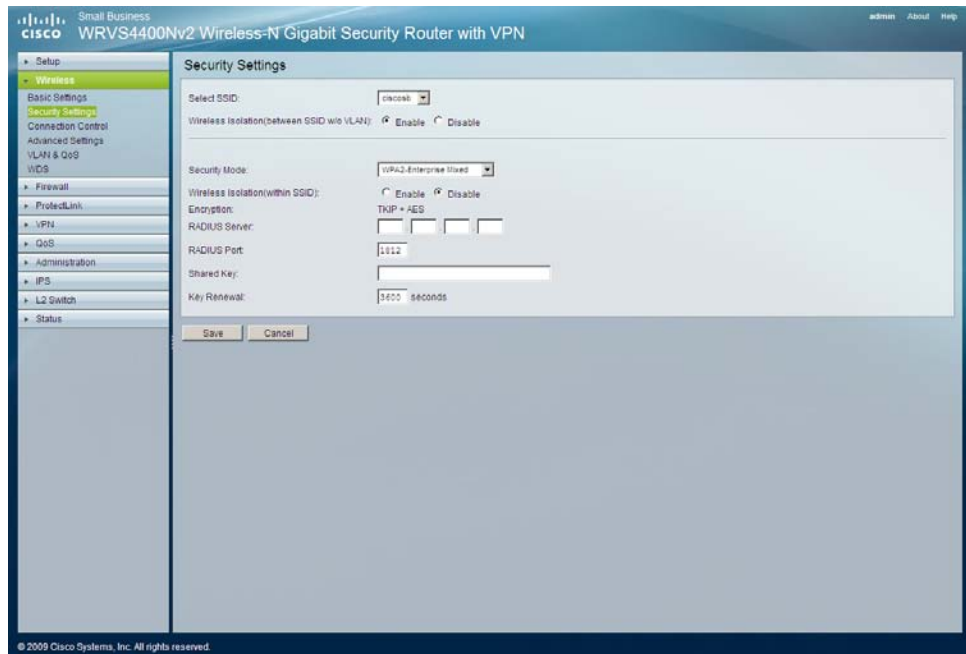 Small Business
CISCO WRVS4400Nv2 Wireless-N Gigabit Security Router with VPN
admin About Help
Setup
Wireless
Basic Settings
Security Settings
Connection Control
Advanced Settings
VLAN & QoS
WDS
Firewall
ProtectLink
VPN
QoS
Administration
IPS
L2 Switch
Status
Security Settings
Select SSID: ciscosb
Wireless Isolation(between SSID w/o VLAN): Enable Disable
Security Mode: WPA2-Enterprise Mixed
Wireless Isolation(within SSID): Enable Disable
Encryption: TKIP + AES
RADIUS Server: . . .
RADIUS Port: 1812
Shared Key:
Key Renewal: 3600 seconds
Save Cancel
© 2009 Cisco Systems, Inc. All rights reserved.